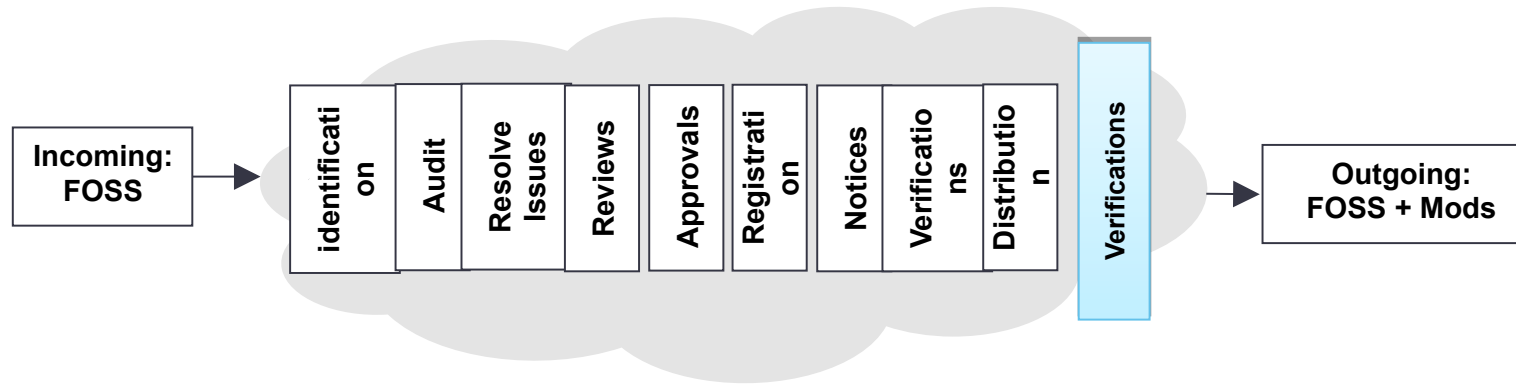 Incoming:
FOSS
identificati
on
Audit
Resolve
Issues
Reviews
Approvals
Registrati
on
Notices
Verificatio
ns
Distributio
n
Verifications
Outgoing:
FOSS + Mods